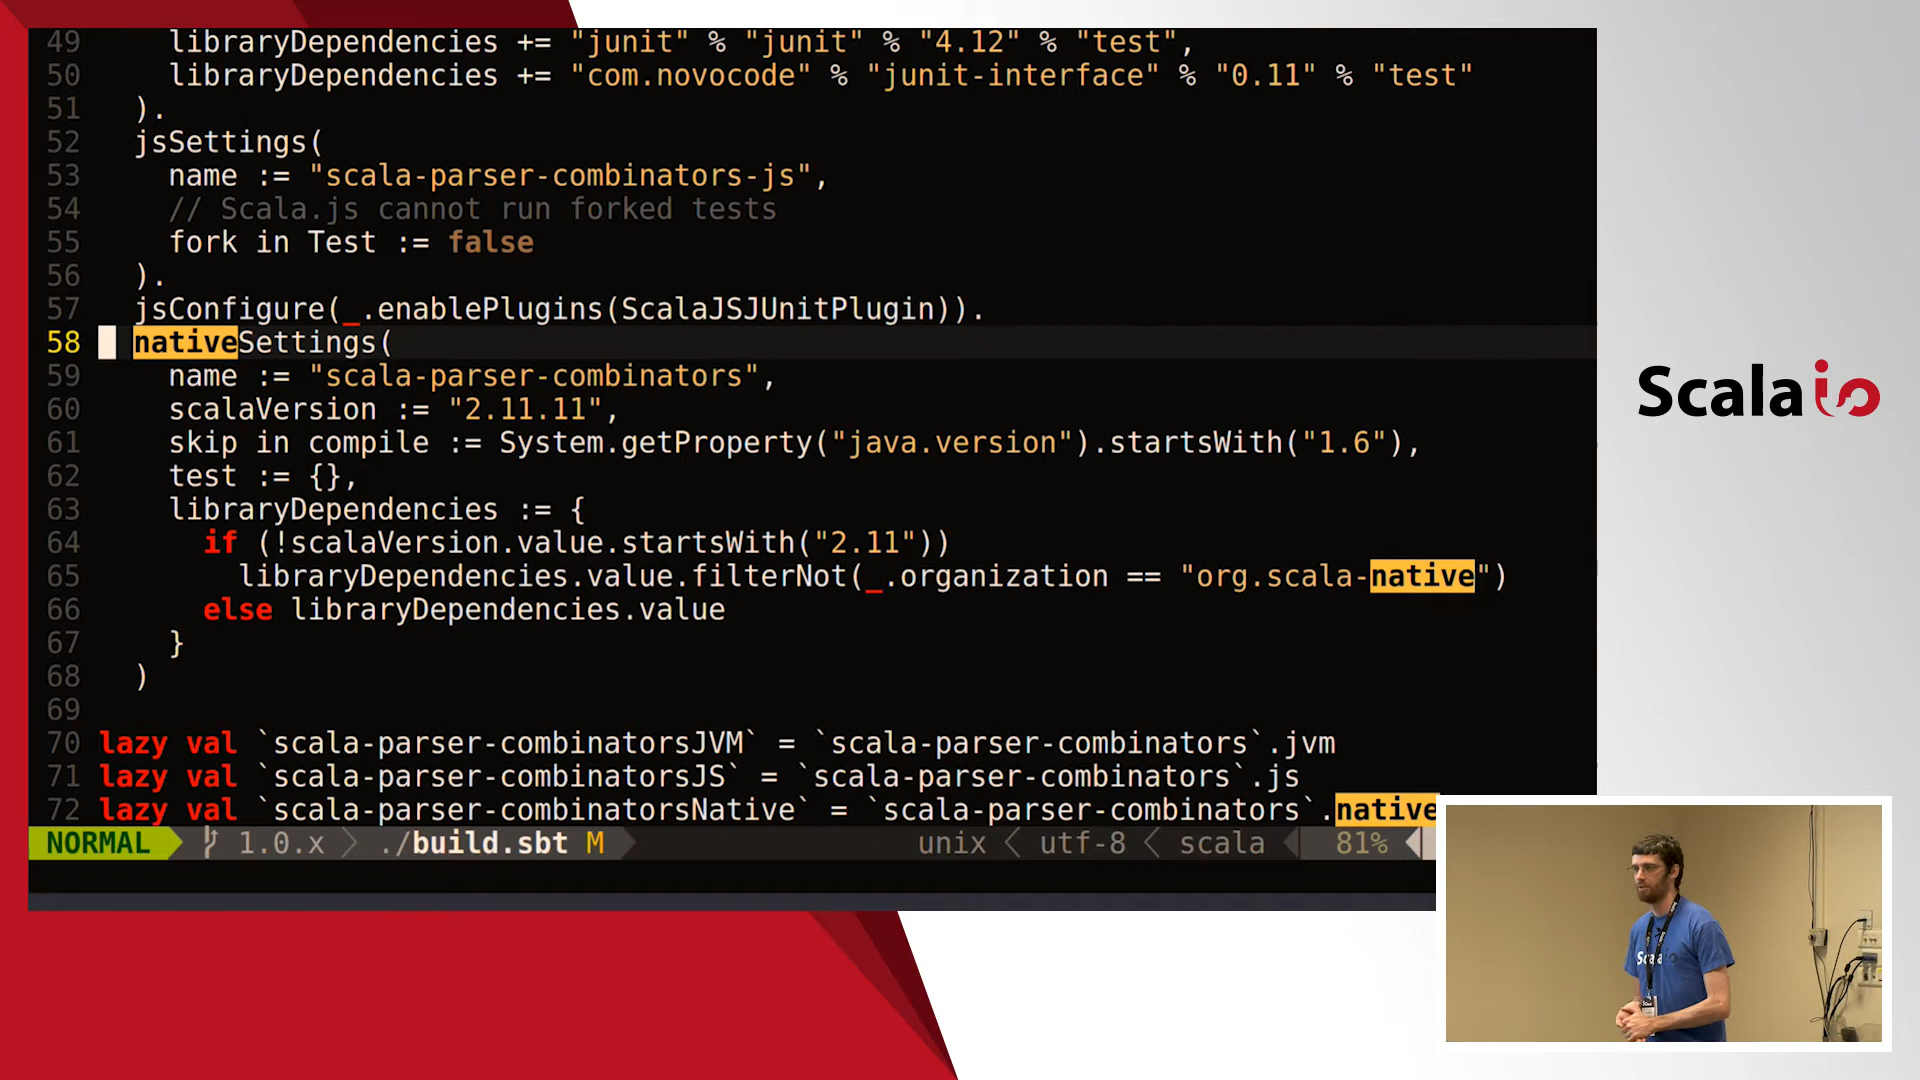 49 libraryDependencies += "junit" % "junit" % "4.12" % "test",
50 libraryDependencies += "com.novocode" % "junit-interface" % "0.11" % "test"
51 ).
52 jsSettings(
53 name := "scala-parser-combinators-js",
54 // Scala.js cannot run forked tests
55 fork in Test := false
56 ).
57 jsConfigure(_.enablePlugins(ScalaJSJUnitPlugin)).
58 nativeSettings(
59 name := "scala-parser-combinators",
60 scalaVersion := "2.11.11",
61 skip in compile := System.getProperty("java.version").startsWith("1.6"),
62 test := {},
63 libraryDependencies := {
64 if (!scalaVersion.value.startsWith("2.11"))
65 libraryDependencies.value.filterNot(_.organization == "org.scala-native")
66 else libraryDependencies.value
67 }
68 )
69
70 lazy val `scala-parser-combinatorsJVM` = `scala-parser-combinators`.jvm
71 lazy val `scala-parser-combinatorsJS` = `scala-parser-combinators`.js
72 lazy val `scala-parser-combinatorsNative` = `scala-parser-combinators`.native
NORMAL 1.0.x ./build.sbt M unix utf-8 scala 81%
Scala io
Scala io